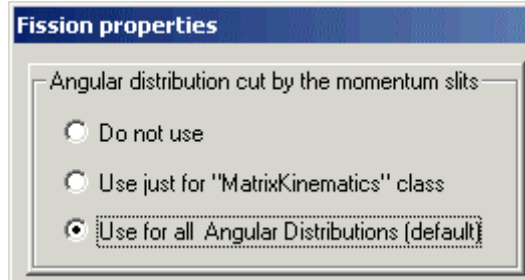 Fission properties
Angular distribution cut by the momentum slits
Do not use
Use just for "MatrixKinematics" class
Use for all Angular Distributions (default)